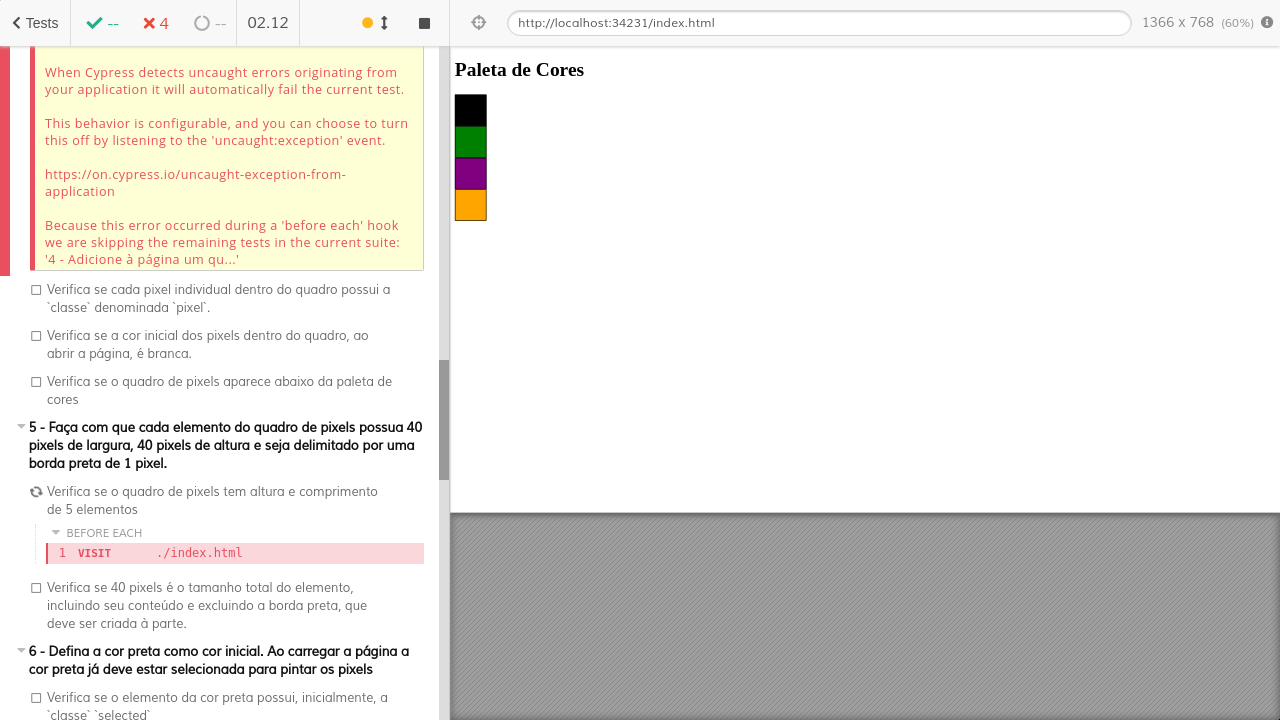 Tests
--
4
--
02.12
http://localhost:34231/index.html
1366 x 768 (60%)
When Cypress detects uncaught errors originating from
your application it will automatically fail the current test.
This behavior is configurable, and you can choose to turn
this off by listening to the 'uncaught:exception' event.
https://on.cypress.io/uncaught-exception-from-
application
Because this error occurred during a 'before each' hook
we are skipping the remaining tests in the current suite:
'4 - Adicione à página um qu...'
Verifica se cada pixel individual dentro do quadro possui a
`classe` denominada `pixel`.
Verifica se a cor inicial dos pixels dentro do quadro, ao
abrir a página, é branca.
Verifica se o quadro de pixels aparece abaixo da paleta de
cores
5 - Faça com que cada elemento do quadro de pixels possua 40
pixels de largura, 40 pixels de altura e seja delimitado por uma
borda preta de 1 pixel.
Verifica se o quadro de pixels tem altura e comprimento
de 5 elementos
BEFORE EACH
1 VISIT ./index.html
Verifica se 40 pixels é o tamanho total do elemento,
incluindo seu conteúdo e excluindo a borda preta, que
deve ser criada à parte.
6 - Defina a cor preta como cor inicial. Ao carregar a página a
cor preta já deve estar selecionada para pintar os pixels
Verifica se o elemento da cor preta possui, inicialmente, a
`classe` `selected`
Paleta de Cores